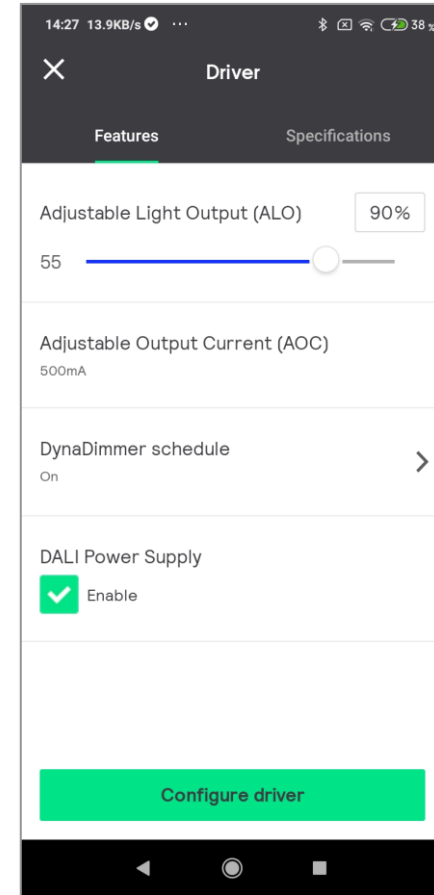 14:27 13.9KB/s ··· 38 %
Driver
Features Specifications
Adjustable Light Output (ALO) 90%
55
Adjustable Output Current (AOC)
500mA
DynaDimmer schedule
On
DALI Power Supply
Enable
Configure driver